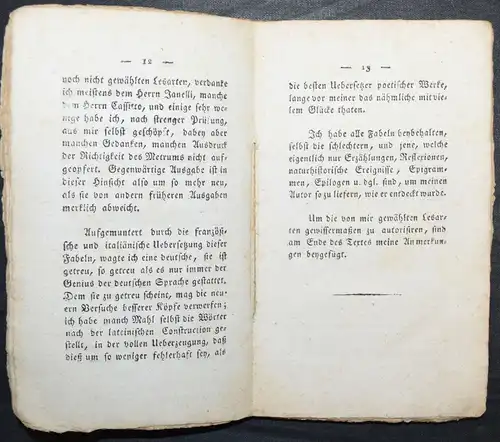 — 12 —
noch nicht gewählten Lesarten, verdanke
ich meistens dem Herrn Janelli, manche
dem Herrn Cassitto, und einige sehr we-
nige habe ich, nach strenger Prüfung,
aus mir selbst geschöpft, dabey aber
manchen Gedanken, manchen Ausdruck
der Richtigkeit des Metrums nicht auf-
geopfert. Gegenwärtige Ausgabe ist in
dieser Hinsicht also um so mehr neu,
als sie von andern früheren Ausgaben
merklich abweicht.
Aufgemuntert durch die französi-
sche und italiänische Uebersetzung dieser
Fabeln, wagte ich eine deutsche, sie ist
getreu, so getreu als es nur immer der
Genius der deutschen Sprache gestattet.
Dem sie zu getreu scheint, mag die neu-
ern Versuche besserer Köpfe verwerfen;
ich habe manch Mahl selbst die Wörter
nach der lateinischen Construction ge-
stellt, in der vollen Ueberzeugung, daß
dieß um so weniger fehlerhaft sey, als
— 13 —
die besten Uebersetzer poetischer Werke,
lange vor meiner das nähmliche mit vie-
lem Glücke thaten.
Ich habe alle Fabeln beybehalten,
selbst die schlechtern, und jene, welche
eigentlich nur Erzählungen, Reflexionen,
naturhistorische Ereignisse, Epigram-
men, Epilogen u. dgl. sind, um meinen
Autor so zu liefern, wie er entdeckt wurde.
Um die von mir gewählten Lesar-
ten gewissermaßen zu autorisiren, sind
am Ende des Textes meine Anmerkun-
gen beygefügt.